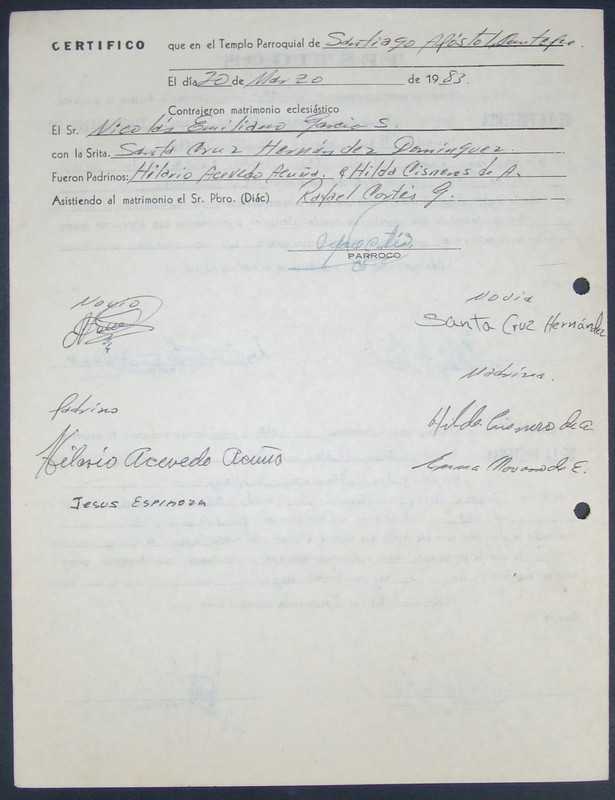 CERTIFICO que en el Templo Parroquial de Santiago Apóstol
El día 20 de Marzo de 1983.
Contrajeron matrimonio eclesiástico
El Sr. Nicolás Emiliano García S.
con la Srita. Santa Cruz Hernández Domínguez.
Fueron Padrinos: Hilario Acevedo Acuña. & Hilda Cisneros de A.
Asistiendo al matrimonio el Sr. Pbro. (Diác) Rafael Cortés G.
PARROCO
Novio Novia
Santa Cruz Hernández
Madrina.
Padrino
Hilda Cisnero de A.
Hilario Acevedo Acuña
Emma de E.
JESUS ESPINOZA